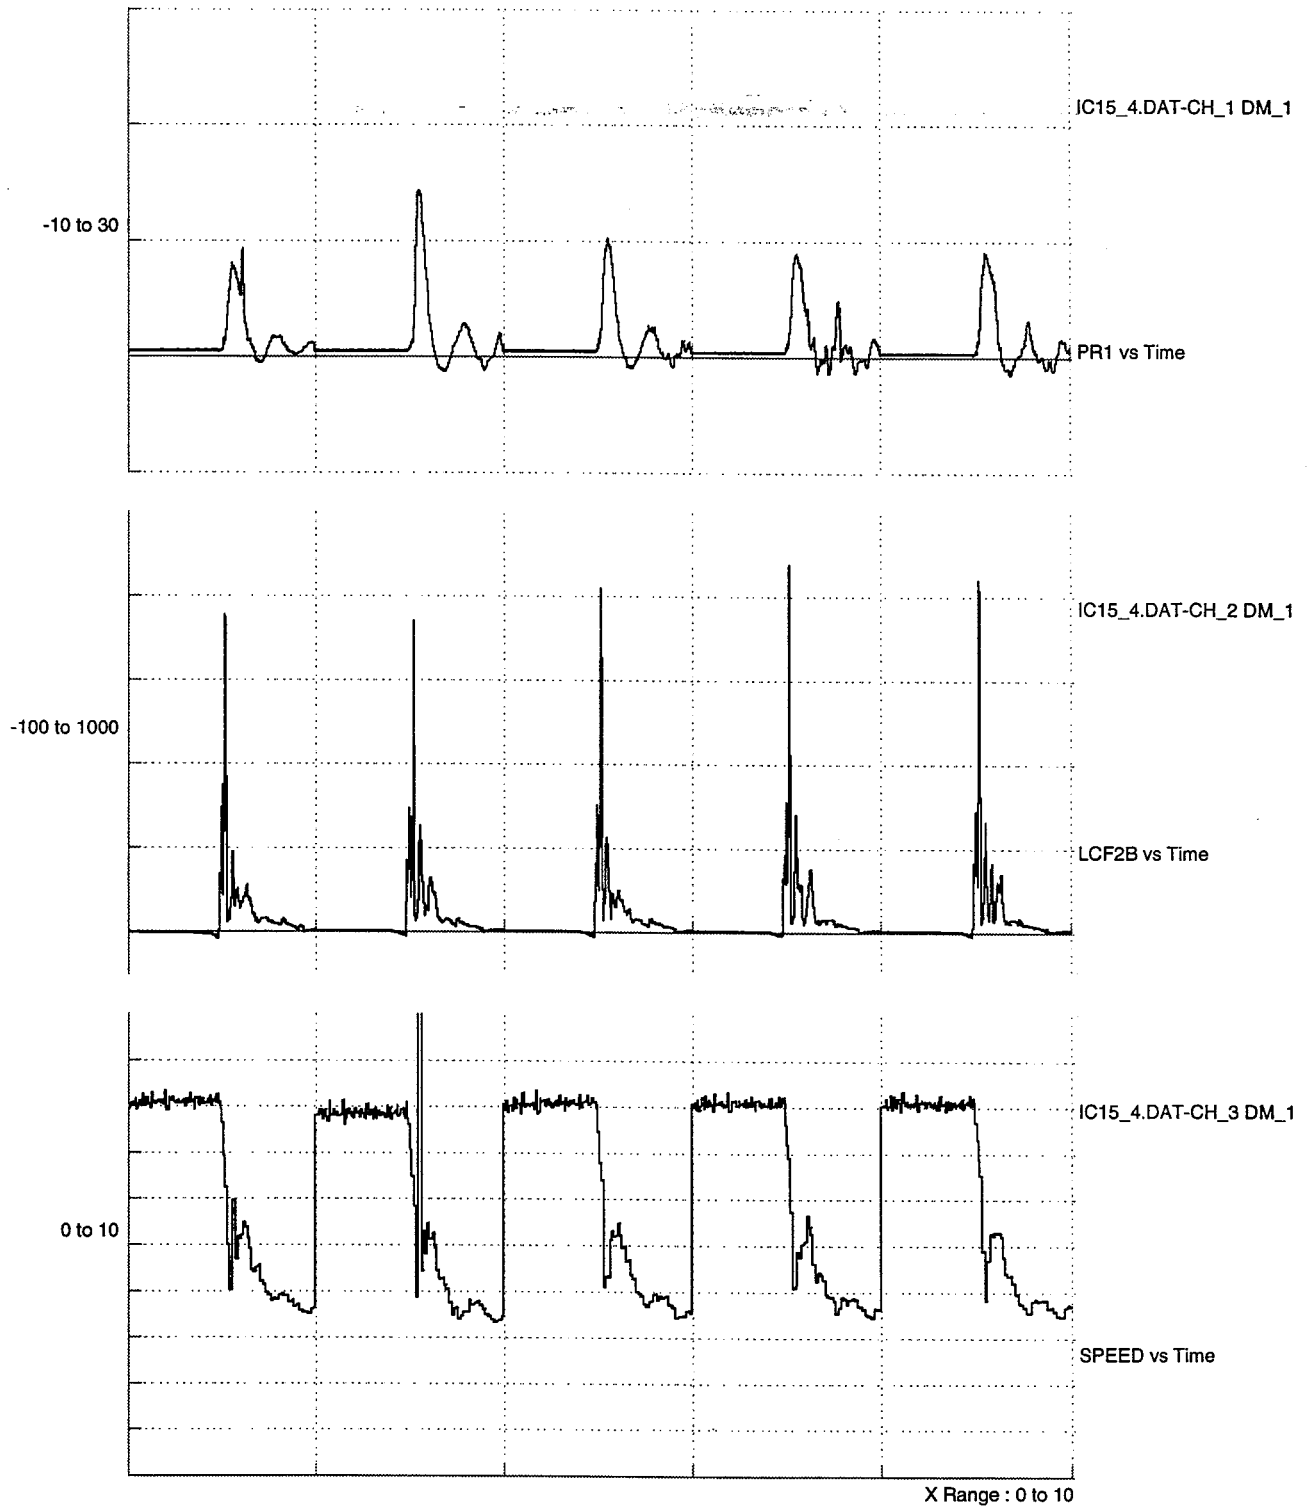 IC15_4.DAT-CH_1 DM_1
-10 to 30
PR1 vs Time
IC15_4.DAT-CH_2 DM_1
-100 to 1000
LCF2B vs Time
IC15_4.DAT-CH_3 DM_1
0 to 10
SPEED vs Time
X Range : 0 to 10